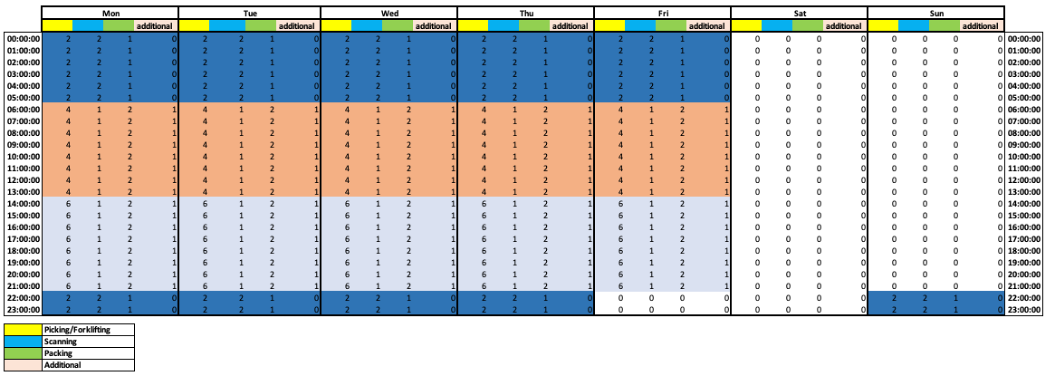 Mon Tue Wed Thu Fri Sat Sun
additional additional additional additional additional additional additional
00:00:00 2 2 1 0 2 2 1 0 2 2 1 0 2 2 1 0 2 2 1 0 0 0 0 0 0 0 0 0 00:00:00
01:00:00 2 2 1 0 2 2 1 0 2 2 1 0 2 2 1 0 2 2 1 0 0 0 0 0 0 0 0 0 01:00:00
02:00:00 2 2 1 0 2 2 1 0 2 2 1 0 2 2 1 0 2 2 1 0 0 0 0 0 0 0 0 0 02:00:00
03:00:00 2 2 1 0 2 2 1 0 2 2 1 0 2 2 1 0 2 2 1 0 0 0 0 0 0 0 0 0 03:00:00
04:00:00 2 2 1 0 2 2 1 0 2 2 1 0 2 2 1 0 2 2 1 0 0 0 0 0 0 0 0 0 04:00:00
05:00:00 2 2 1 0 2 2 1 0 2 2 1 0 2 2 1 0 2 2 1 0 0 0 0 0 0 0 0 0 05:00:00
06:00:00 4 1 2 1 4 1 2 1 4 1 2 1 4 1 2 1 4 1 2 1 0 0 0 0 0 0 0 0 06:00:00
07:00:00 4 1 2 1 4 1 2 1 4 1 2 1 4 1 2 1 4 1 2 1 0 0 0 0 0 0 0 0 07:00:00
08:00:00 4 1 2 1 4 1 2 1 4 1 2 1 4 1 2 1 4 1 2 1 0 0 0 0 0 0 0 0 08:00:00
09:00:00 4 1 2 1 4 1 2 1 4 1 2 1 4 1 2 1 4 1 2 1 0 0 0 0 0 0 0 0 09:00:00
10:00:00 4 1 2 1 4 1 2 1 4 1 2 1 4 1 2 1 4 1 2 1 0 0 0 0 0 0 0 0 10:00:00
11:00:00 4 1 2 1 4 1 2 1 4 1 2 1 4 1 2 1 4 1 2 1 0 0 0 0 0 0 0 0 11:00:00
12:00:00 4 1 2 1 4 1 2 1 4 1 2 1 4 1 2 1 4 1 2 1 0 0 0 0 0 0 0 0 12:00:00
13:00:00 4 1 2 1 4 1 2 1 4 1 2 1 4 1 2 1 4 1 2 1 0 0 0 0 0 0 0 0 13:00:00
14:00:00 6 1 2 1 6 1 2 1 6 1 2 1 6 1 2 1 6 1 2 1 0 0 0 0 0 0 0 0 14:00:00
15:00:00 6 1 2 1 6 1 2 1 6 1 2 1 6 1 2 1 6 1 2 1 0 0 0 0 0 0 0 0 15:00:00
16:00:00 6 1 2 1 6 1 2 1 6 1 2 1 6 1 2 1 6 1 2 1 0 0 0 0 0 0 0 0 16:00:00
17:00:00 6 1 2 1 6 1 2 1 6 1 2 1 6 1 2 1 6 1 2 1 0 0 0 0 0 0 0 0 17:00:00
18:00:00 6 1 2 1 6 1 2 1 6 1 2 1 6 1 2 1 6 1 2 1 0 0 0 0 0 0 0 0 18:00:00
19:00:00 6 1 2 1 6 1 2 1 6 1 2 1 6 1 2 1 6 1 2 1 0 0 0 0 0 0 0 0 19:00:00
20:00:00 6 1 2 1 6 1 2 1 6 1 2 1 6 1 2 1 6 1 2 1 0 0 0 0 0 0 0 0 20:00:00
21:00:00 6 1 2 1 6 1 2 1 6 1 2 1 6 1 2 1 6 1 2 1 0 0 0 0 0 0 0 0 21:00:00
22:00:00 2 2 1 0 2 2 1 0 2 2 1 0 2 2 1 0 0 0 0 0 0 0 0 0 2 2 1 0 22:00:00
23:00:00 2 2 1 0 2 2 1 0 2 2 1 0 2 2 1 0 0 0 0 0 0 0 0 0 2 2 1 0 23:00:00
Picking/Forklifting
Scanning
Packing
Additional